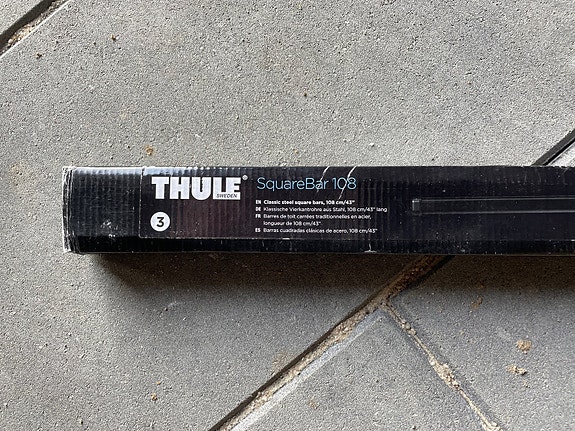 THULE®
SWEDEN
SquareBar 108
3
EN Classic steel square bars, 108 cm/43"
DE Klassische Vierkantrohre aus Stahl, 108 cm/43" lang
FR Barres de toit carrées traditionnelles en acier,
longueur de 108 cm/43"
ES Barras cuadradas clásicas de acero, 108 cm/43"